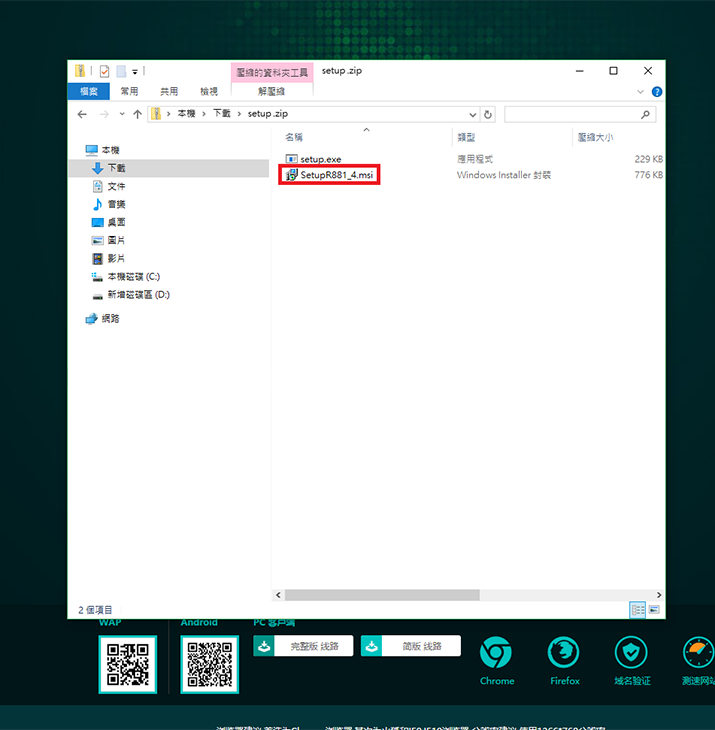 壓縮的資料夾工具 setup .zip
檔案 常用 共用 檢視 解壓縮
本機 下載 setup .zip
名稱 類型 壓縮大小
本機
下載
文件
音樂
桌面
圖片
影片
本機磁碟 (C:)
新增磁碟區 (D:)
網路
setup.exe 應用程式 229 KB
SetupR881_4.msi Windows Installer 封裝 776 KB
2 個項目
WAP Android PC 客户端
完整版 线路 简版 线路
Chrome Firefox 域名验证 测速网站